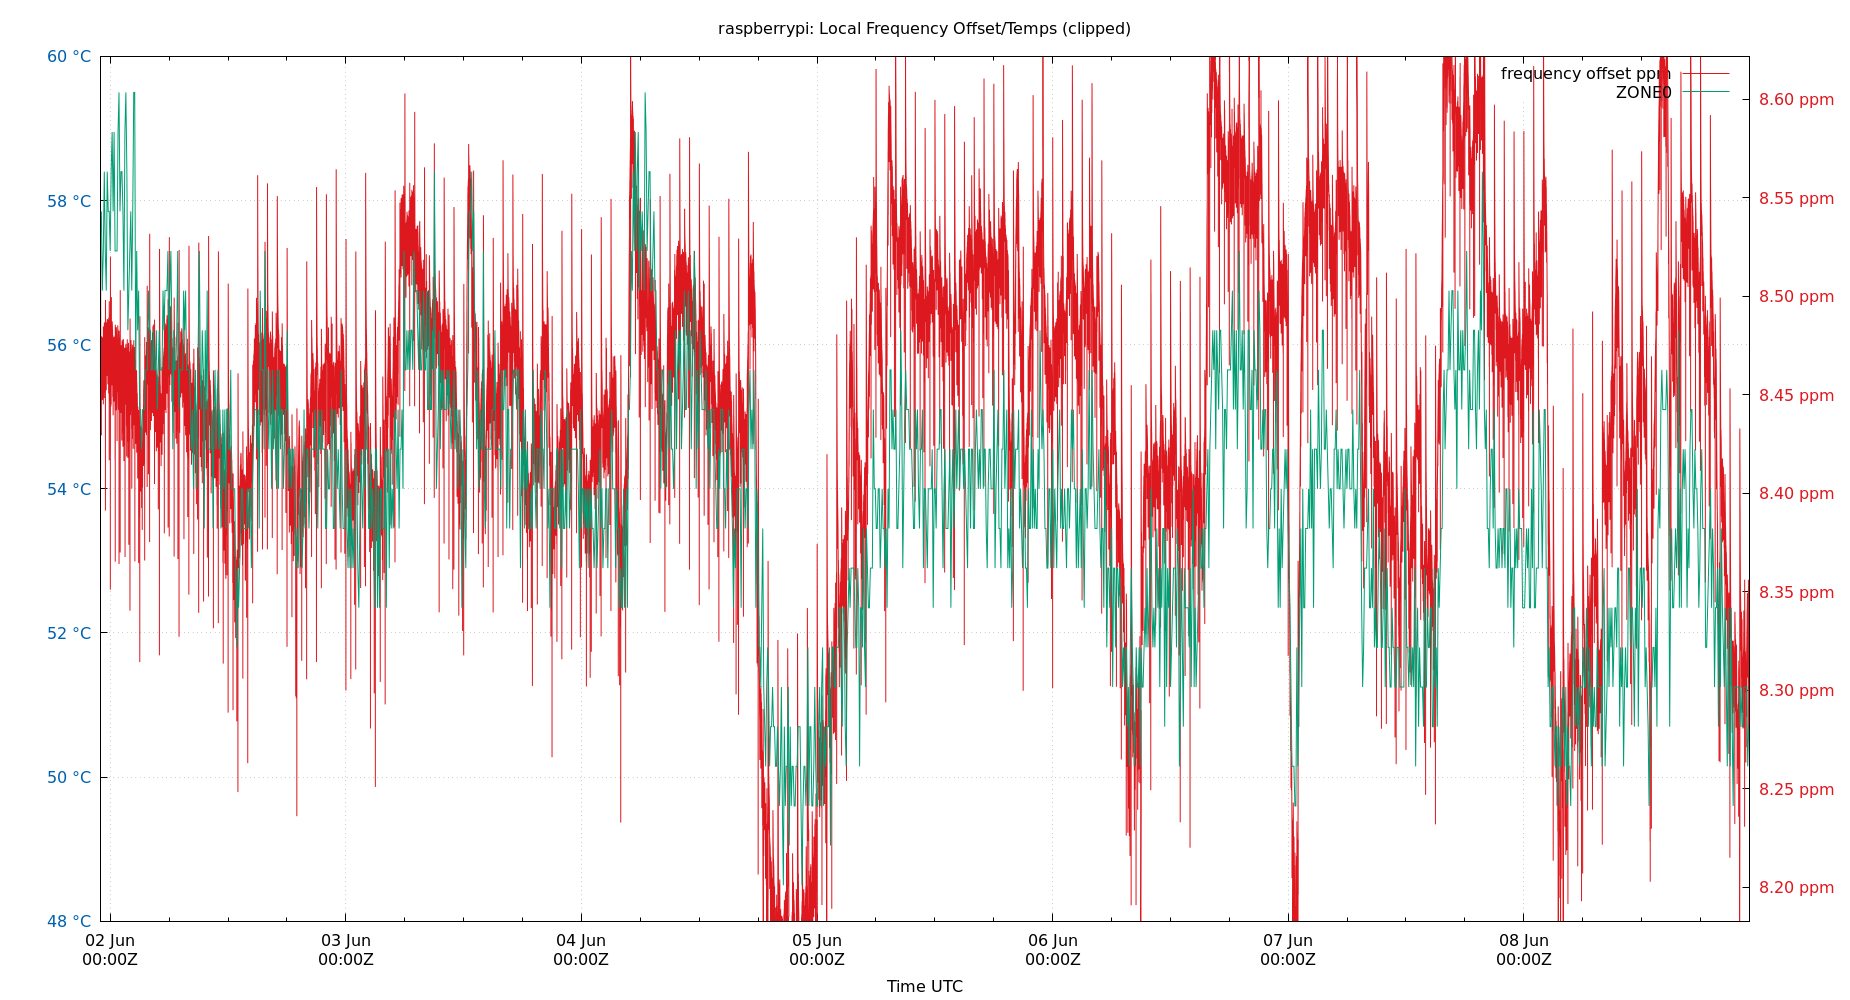 raspberrypi: Local Frequency Offset/Temps (clipped)
frequency offset ppm
ZONE0
60 °C
58 °C
56 °C
54 °C
52 °C
50 °C
48 °C
8.60 ppm
8.55 ppm
8.50 ppm
8.45 ppm
8.40 ppm
8.35 ppm
8.30 ppm
8.25 ppm
8.20 ppm
02 Jun 03 Jun 04 Jun 05 Jun 06 Jun 07 Jun 08 Jun
00:00Z 00:00Z 00:00Z 00:00Z 00:00Z 00:00Z 00:00Z
Time UTC